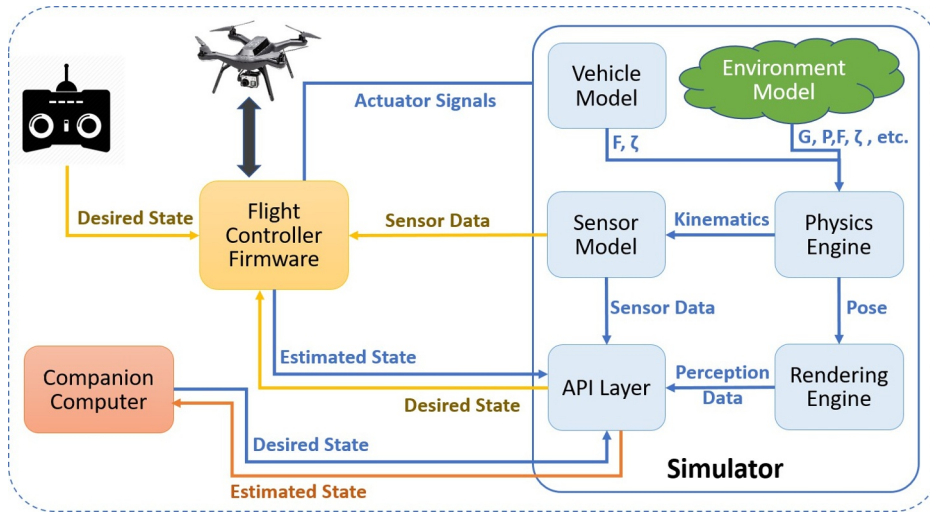 Vehicle
Model
Environment
Model
Actuator Signals
F, ζ
G, P,F, ζ , etc.
Desired State
Flight
Controller
Firmware
Sensor Data
Sensor
Model
Kinematics
Physics
Engine
Sensor Data
Pose
Estimated State
Companion
Computer
API Layer
Perception
Data
Rendering
Engine
Desired State
Desired State
Simulator
Estimated State